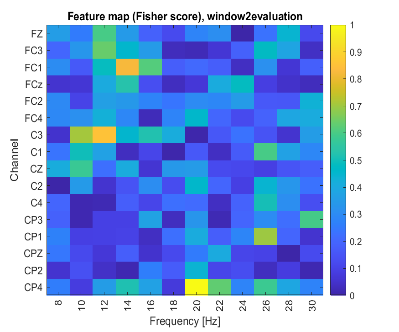 Feature map (Fisher score), window2evaluation
Channel
FZ
FC3
FC1
FCz
FC2
FC4
C3
C1
CZ
C2
C4
CP3
CP1
CPZ
CP2
CP4
8 10 12 14 16 18 20 22 24 26 28 30
Frequency [Hz]
1
0.9
0.8
0.7
0.6
0.5
0.4
0.3
0.2
0.1
0